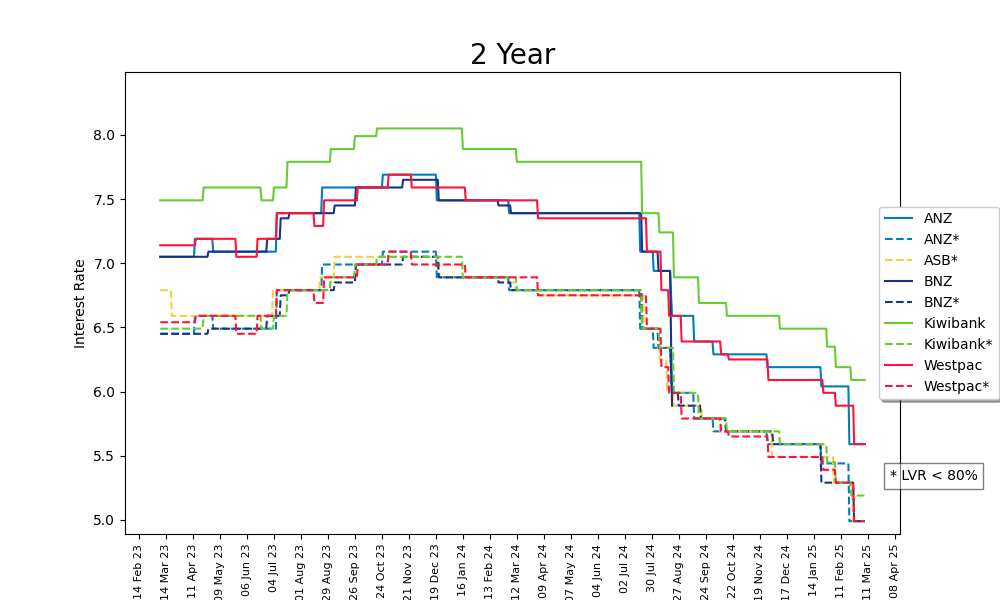 2 Year
Interest Rate
8.0
7.5
7.0
6.5
6.0
5.5
5.0
14 Feb 23
14 Mar 23
11 Apr 23
09 May 23
06 Jun 23
04 Jul 23
01 Aug 23
29 Aug 23
26 Sep 23
24 Oct 23
21 Nov 23
19 Dec 23
16 Jan 24
13 Feb 24
12 Mar 24
09 Apr 24
07 May 24
04 Jun 24
02 Jul 24
30 Jul 24
27 Aug 24
24 Sep 24
22 Oct 24
19 Nov 24
17 Dec 24
14 Jan 25
11 Feb 25
11 Mar 25
08 Apr 25
ANZ
ANZ*
ASB*
BNZ
BNZ*
Kiwibank
Kiwibank*
Westpac
Westpac*
* LVR < 80%